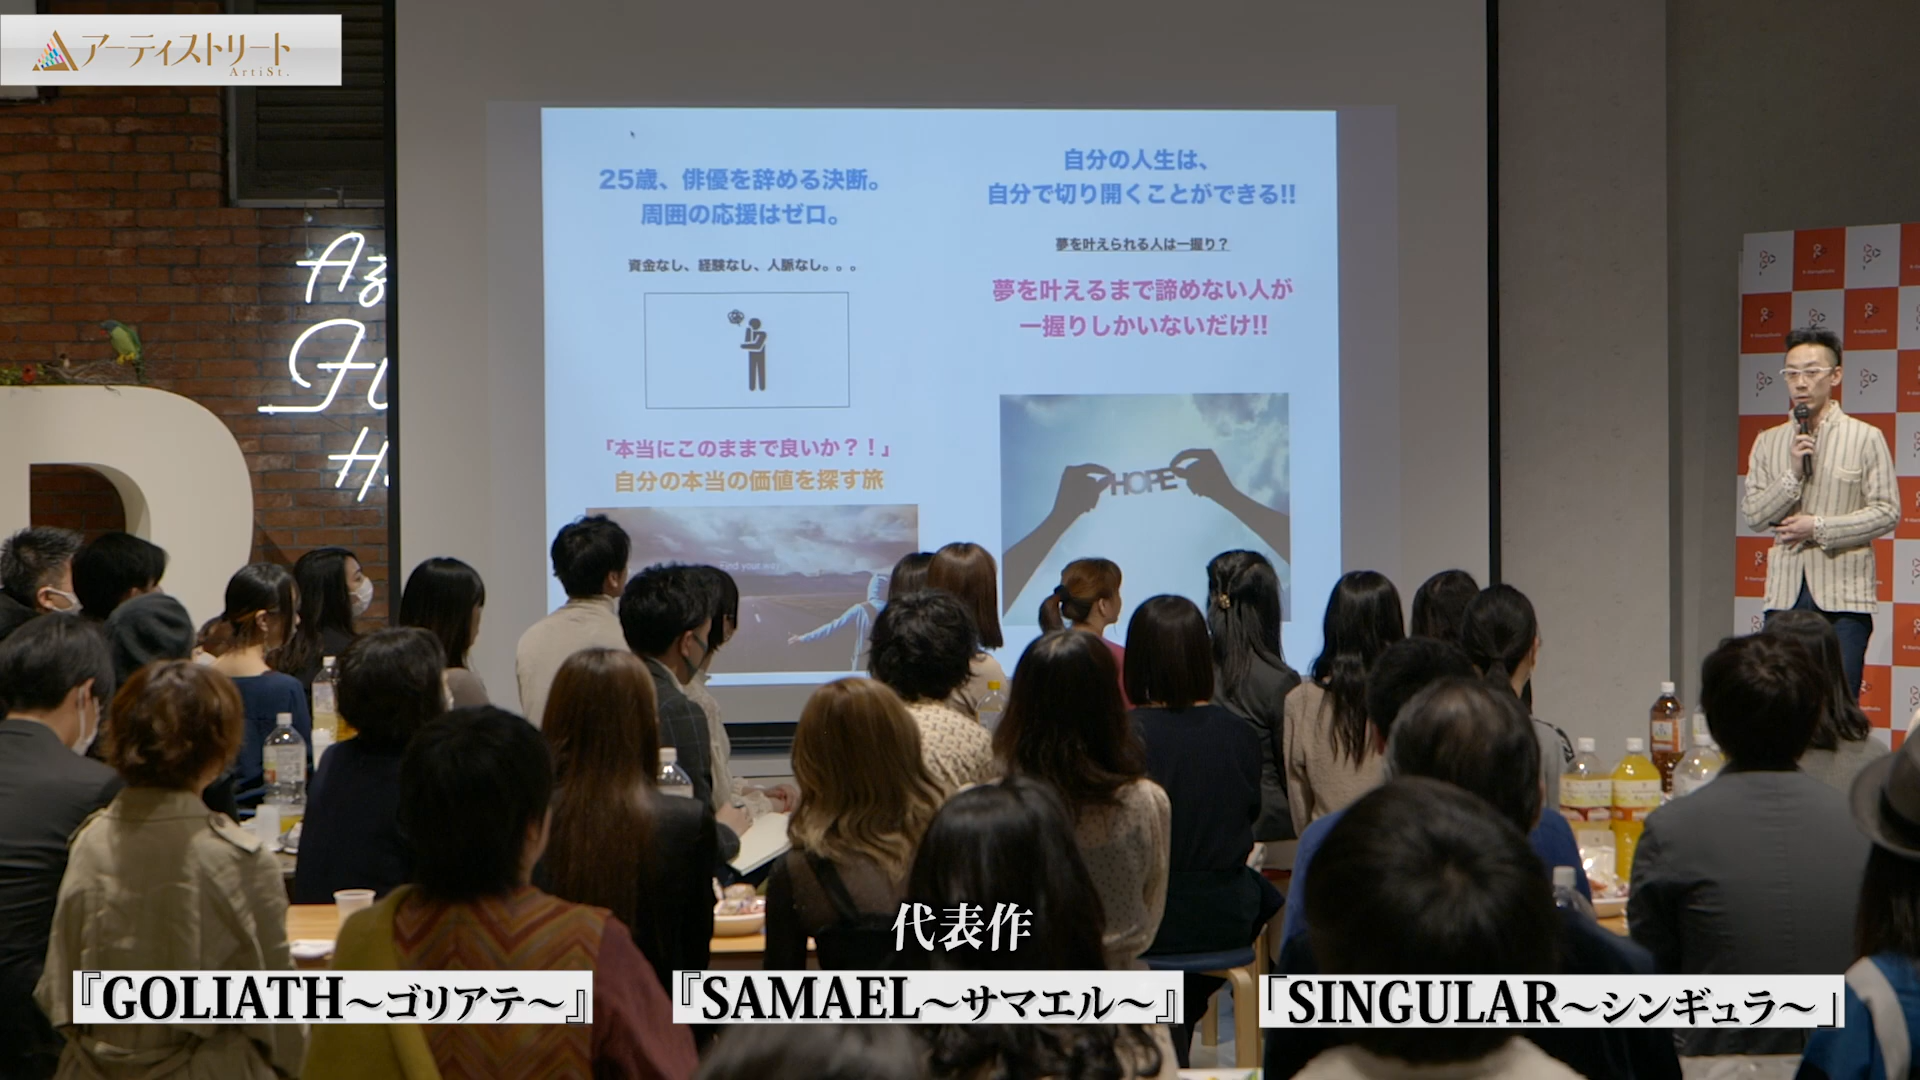 アーティストリート
ArtiSt.
25歳、俳優を辞める決断。
周囲の応援はゼロ。
資金なし、経験なし、人脈なし。。。
「本当にこのままで良いか？！」
自分の本当の価値を探す旅
Find your way
自分の人生は、
自分で切り開くことができる!!
夢を叶えられる人は一握り？
夢を叶えるまで諦めない人が
一握りしかいないだけ!!
HOPE
代表作
『GOLIATH～ゴリアテ～』
『SAMAEL～サマエル～』
「SINGULAR～シンギュラ～」